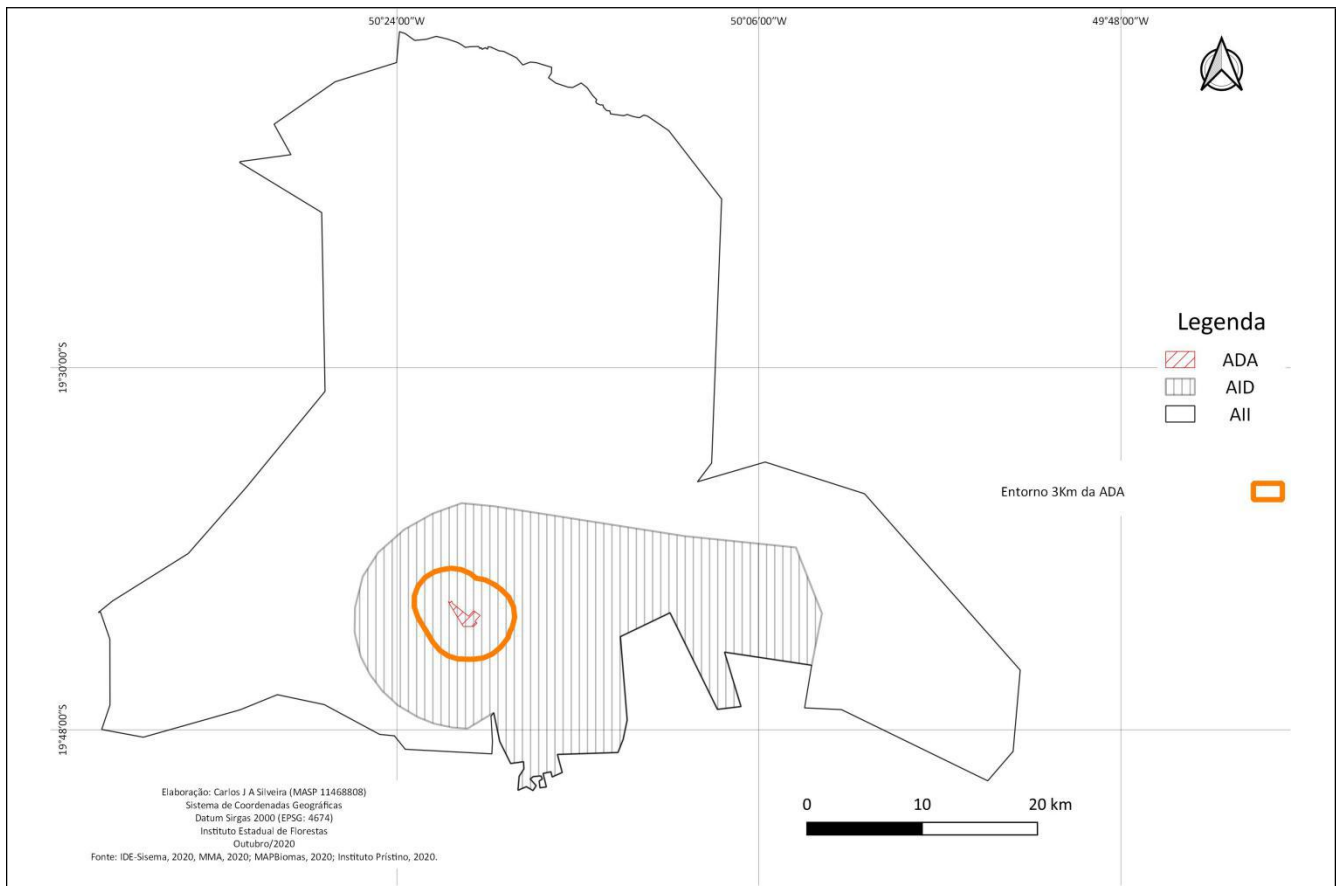 50°24'00"W 50°06'00"W 49°48'00"W
19°30'00"S
Legenda
ADA
AID
AII
Entorno 3Km da ADA
19°48'00"S
0 10 20 km
Elaboração: Carlos J A Silveira (MASP 11468808)
Sistema de Coordenadas Geográficas
Datum Sirgas 2000 (EPSG: 4674)
Instituto Estadual de Florestas
Outubro/2020
Fonte: IDE-Sisema, 2020, MMA, 2020; MAPBiomas, 2020; Instituto Prístino, 2020.